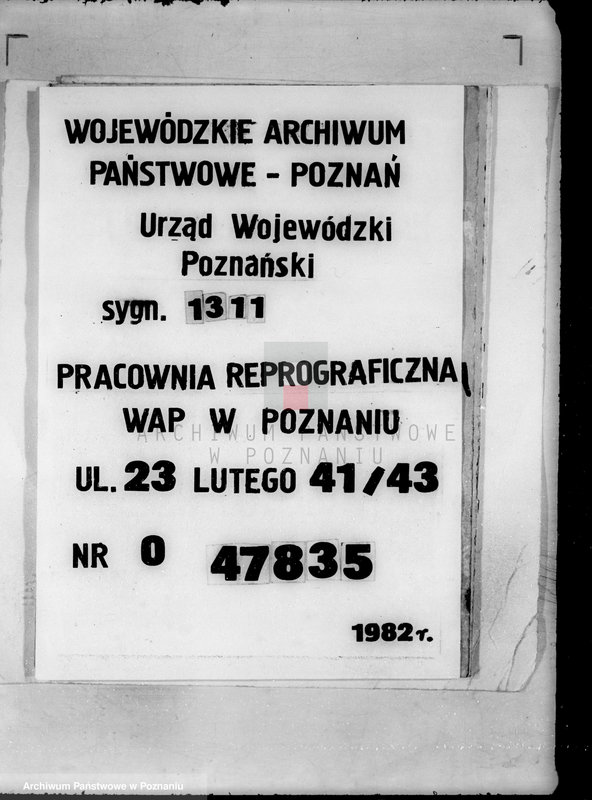 WOJEWÓDZKIE ARCHIWUM
PAŃSTWOWE - POZNAŃ
Urząd Wojewódzki
Poznański
sygn. 1311
PRACOWNIA REPROGRAFICZNA
WAP W POZNANIU
ARCHIWUM PAŃSTWOWE
W POZNANIU
UL. 23 LUTEGO 41/43
NR O 47835
1982 r.
Archiwum Państwowe w Poznaniu